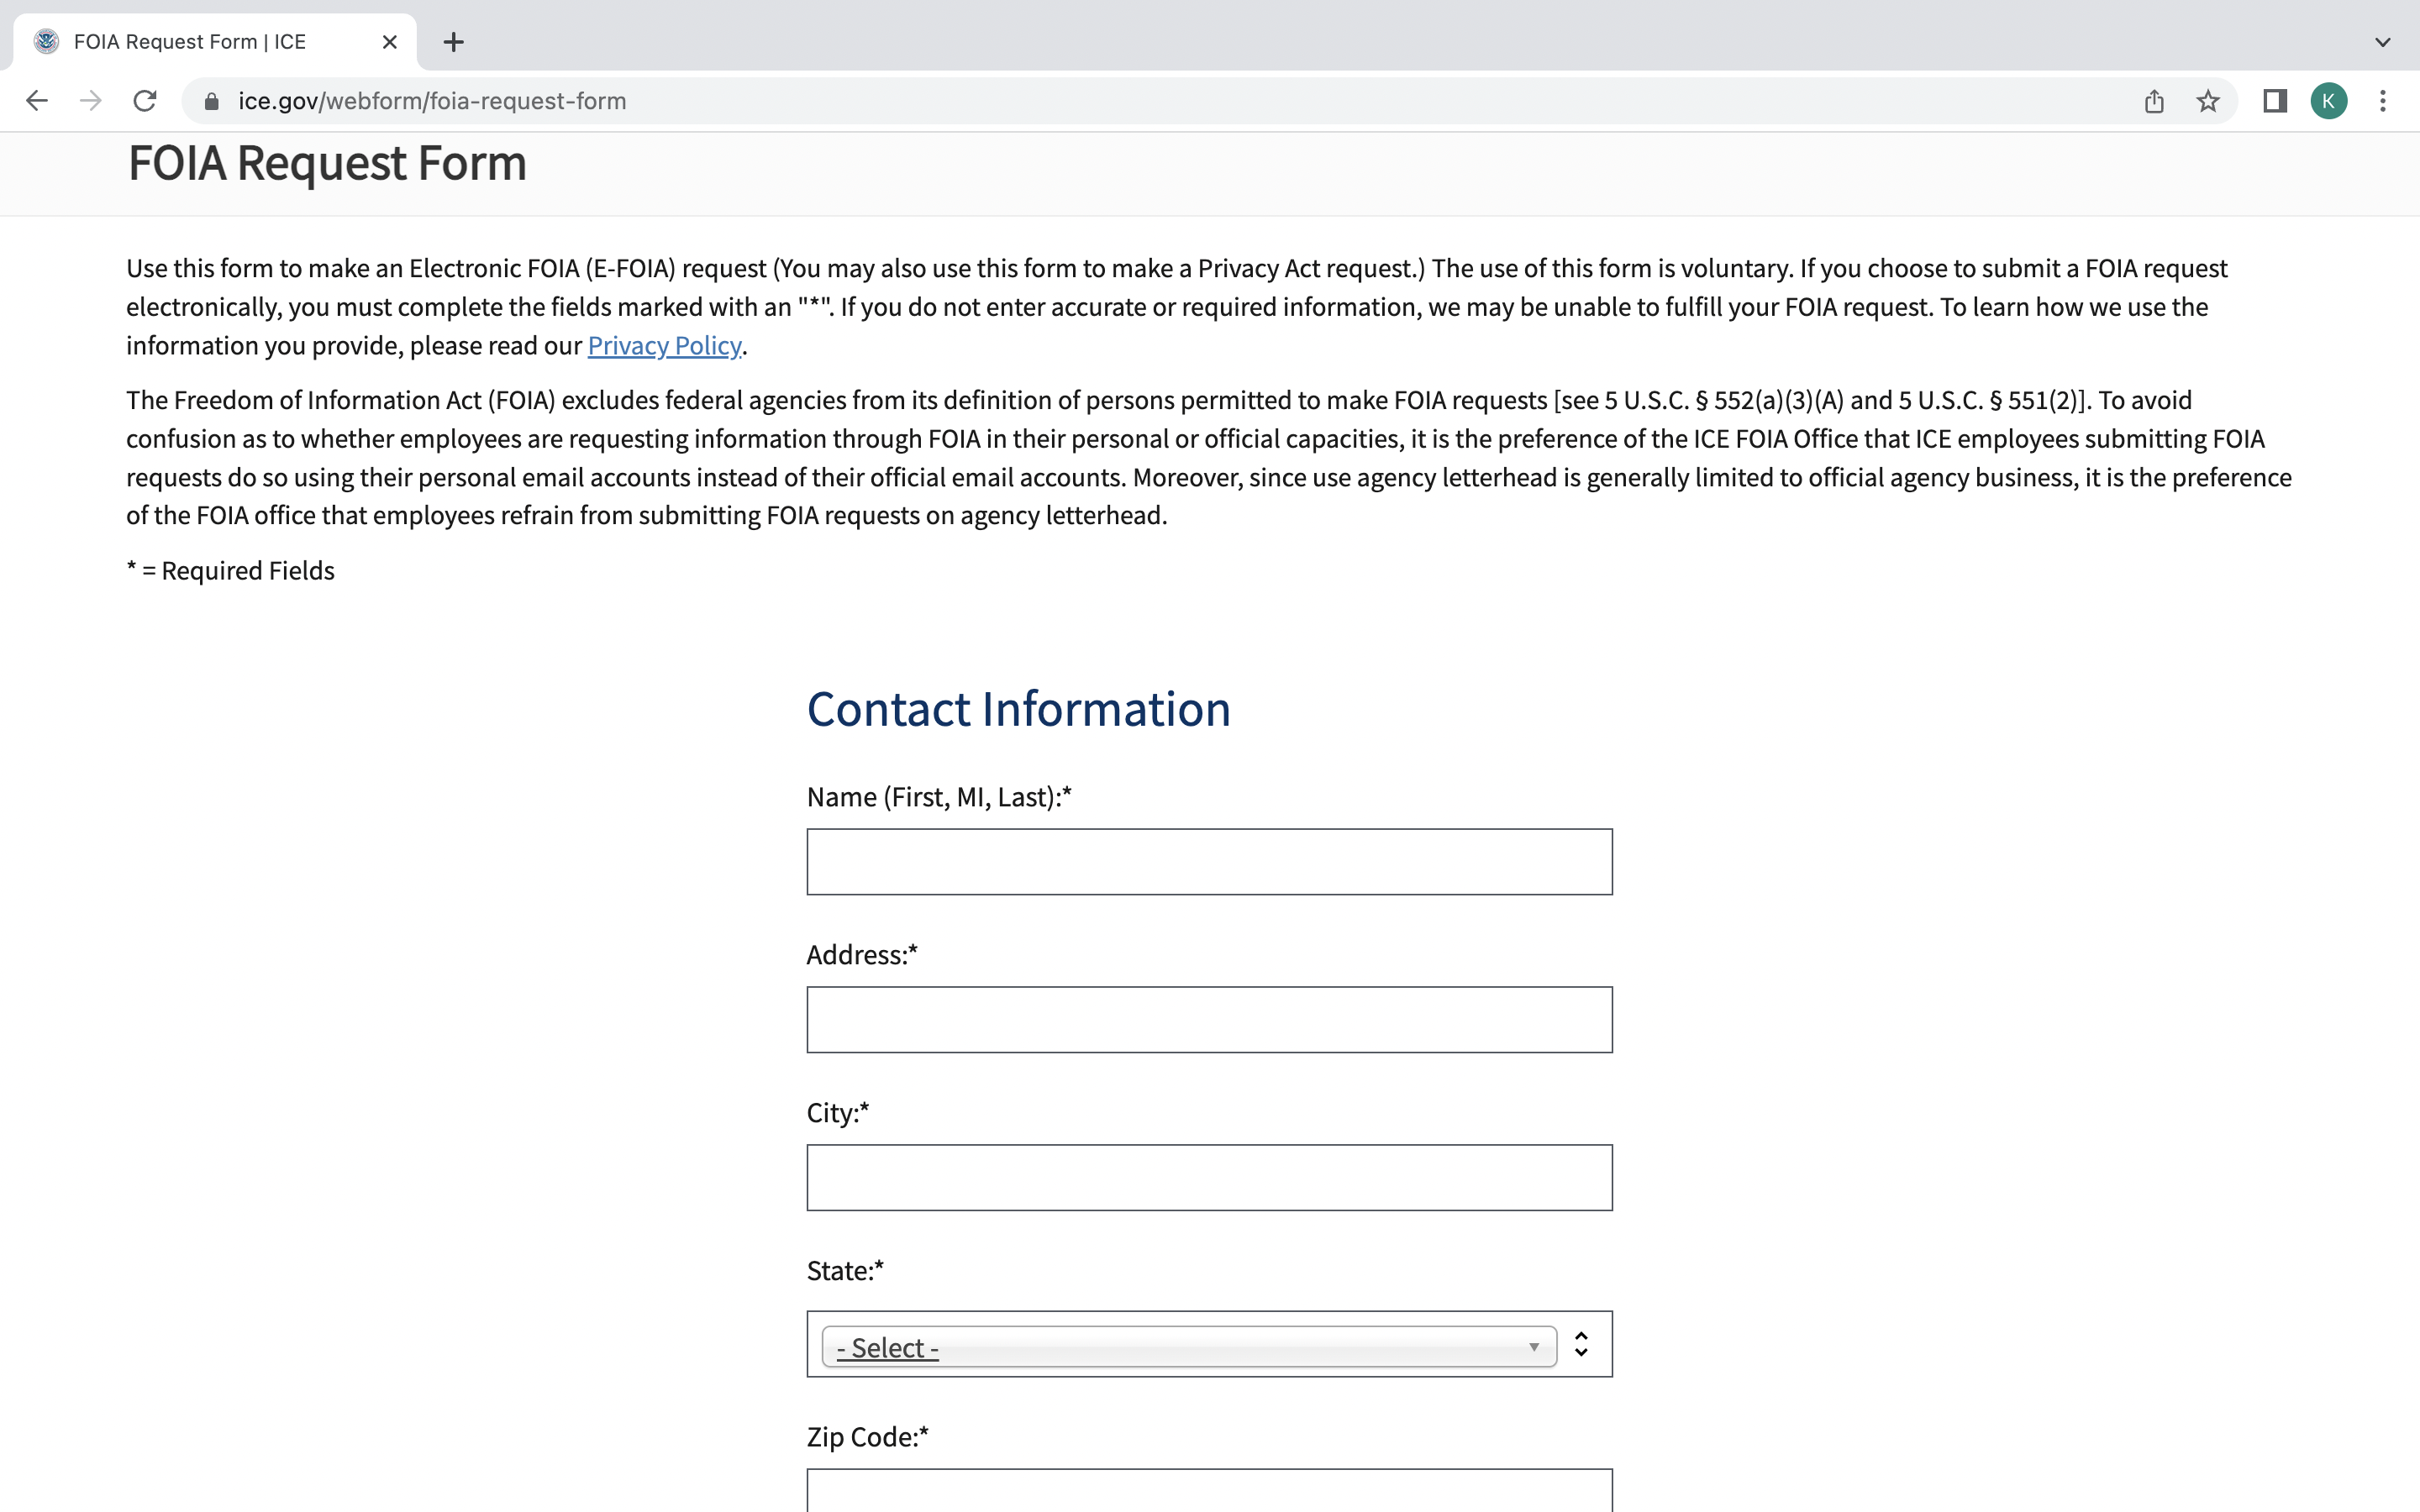 FOIA Request Form | ICE
ice.gov/webform/foia-request-form
K
FOIA Request Form
Use this form to make an Electronic FOIA (E-FOIA) request (You may also use this form to make a Privacy Act request.) The use of this form is voluntary. If you choose to submit a FOIA request
electronically, you must complete the fields marked with an "*". If you do not enter accurate or required information, we may be unable to fulfill your FOIA request. To learn how we use the
information you provide, please read our Privacy Policy.
The Freedom of Information Act (FOIA) excludes federal agencies from its definition of persons permitted to make FOIA requests [see 5 U.S.C. § 552(a)(3)(A) and 5 U.S.C. § 551(2)]. To avoid
confusion as to whether employees are requesting information through FOIA in their personal or official capacities, it is the preference of the ICE FOIA Office that ICE employees submitting FOIA
requests do so using their personal email accounts instead of their official email accounts. Moreover, since use agency letterhead is generally limited to official agency business, it is the preference
of the FOIA office that employees refrain from submitting FOIA requests on agency letterhead.
* = Required Fields
Contact Information
Name (First, MI, Last):*
Address:*
City:*
State:*
- Select -
Zip Code:*